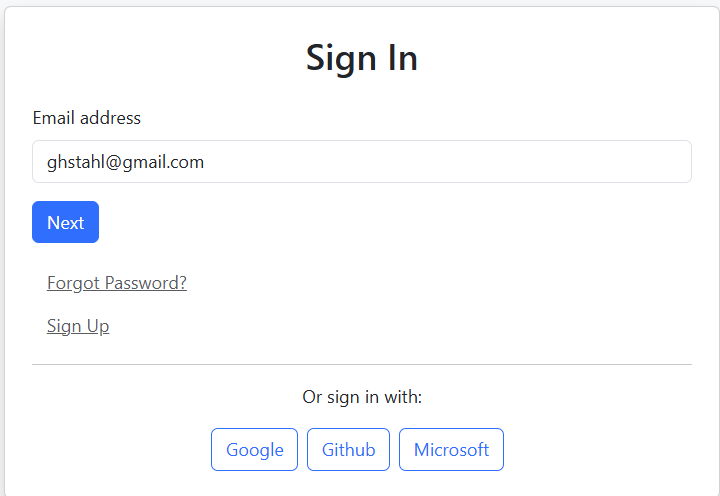 Sign In
Email address
ghstahl@gmail.com
Next
Forgot Password?
Sign Up
Or sign in with:
Google Github Microsoft